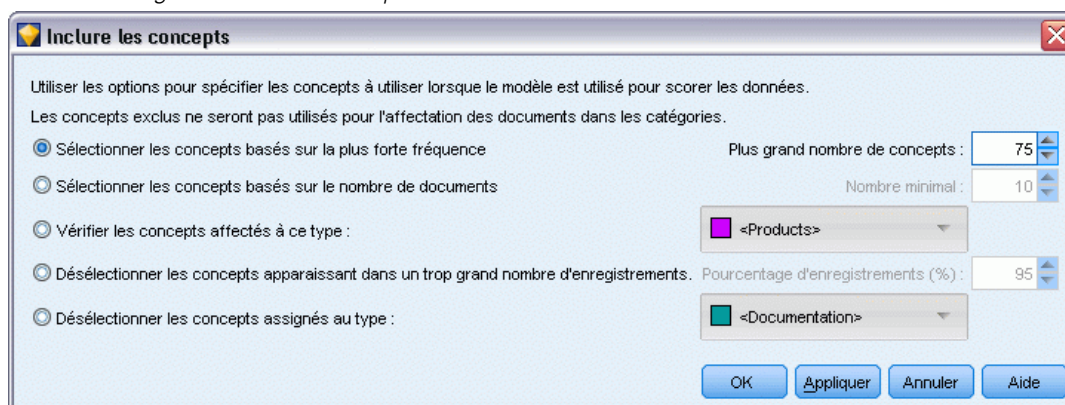 Inclure les concepts
Utiliser les options pour spécifier les concepts à utiliser lorsque le modèle est utilisé pour scorer les données.
Les concepts exclus ne seront pas utilisés pour l'affectation des documents dans les catégories.
Sélectionner les concepts basés sur la plus forte fréquence Plus grand nombre de concepts : 75
Sélectionner les concepts basés sur le nombre de documents Nombre minimal : 10
Vérifier les concepts affectés à ce type : <Products>
Désélectionner les concepts apparaissant dans un trop grand nombre d'enregistrements. Pourcentage d'enregistrements (%) : 95
Désélectionner les concepts assignés au type : <Documentation>
OK Appliquer Annuler Aide